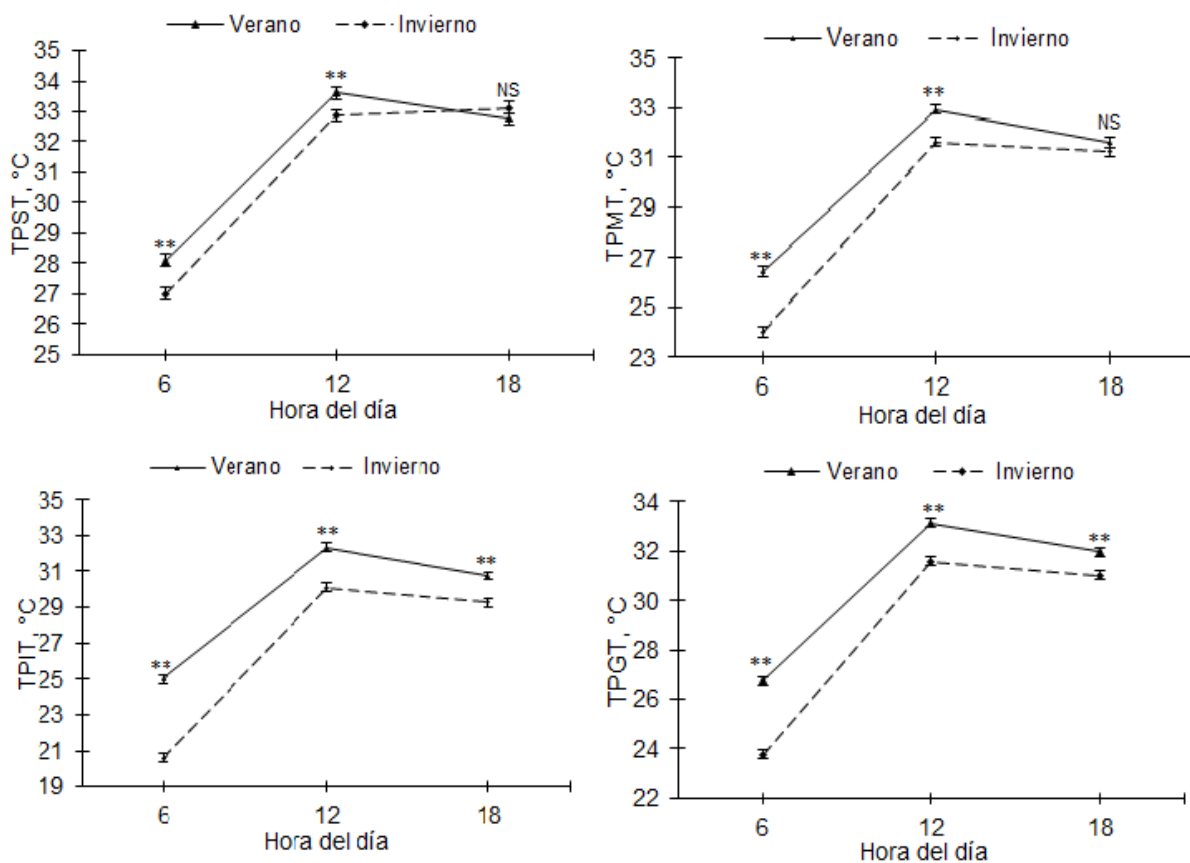 Verano Invierno
35
34
33
32
31
30
29
28
27
26
25
TPST, °C
**
**
NS
6 12 18
Hora del día
Verano Invierno
35
33
31
29
27
25
23
TPMT, °C
**
**
NS
6 12 18
Hora del día
Verano Invierno
35
33
31
29
27
25
23
21
19
TPIT, °C
**
**
**
6 12 18
Hora del día
Verano Invierno
34
32
30
28
26
24
22
TPGT, °C
**
**
**
6 12 18
Hora del día